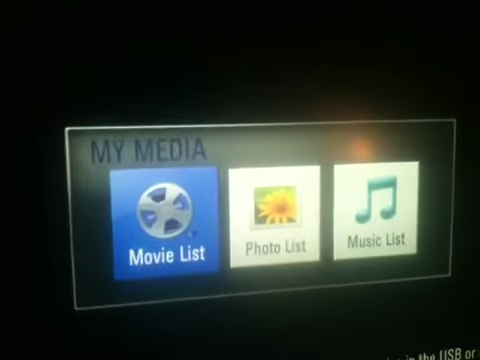 MY MEDIA
Movie List
Photo List
Music List
in the USB or